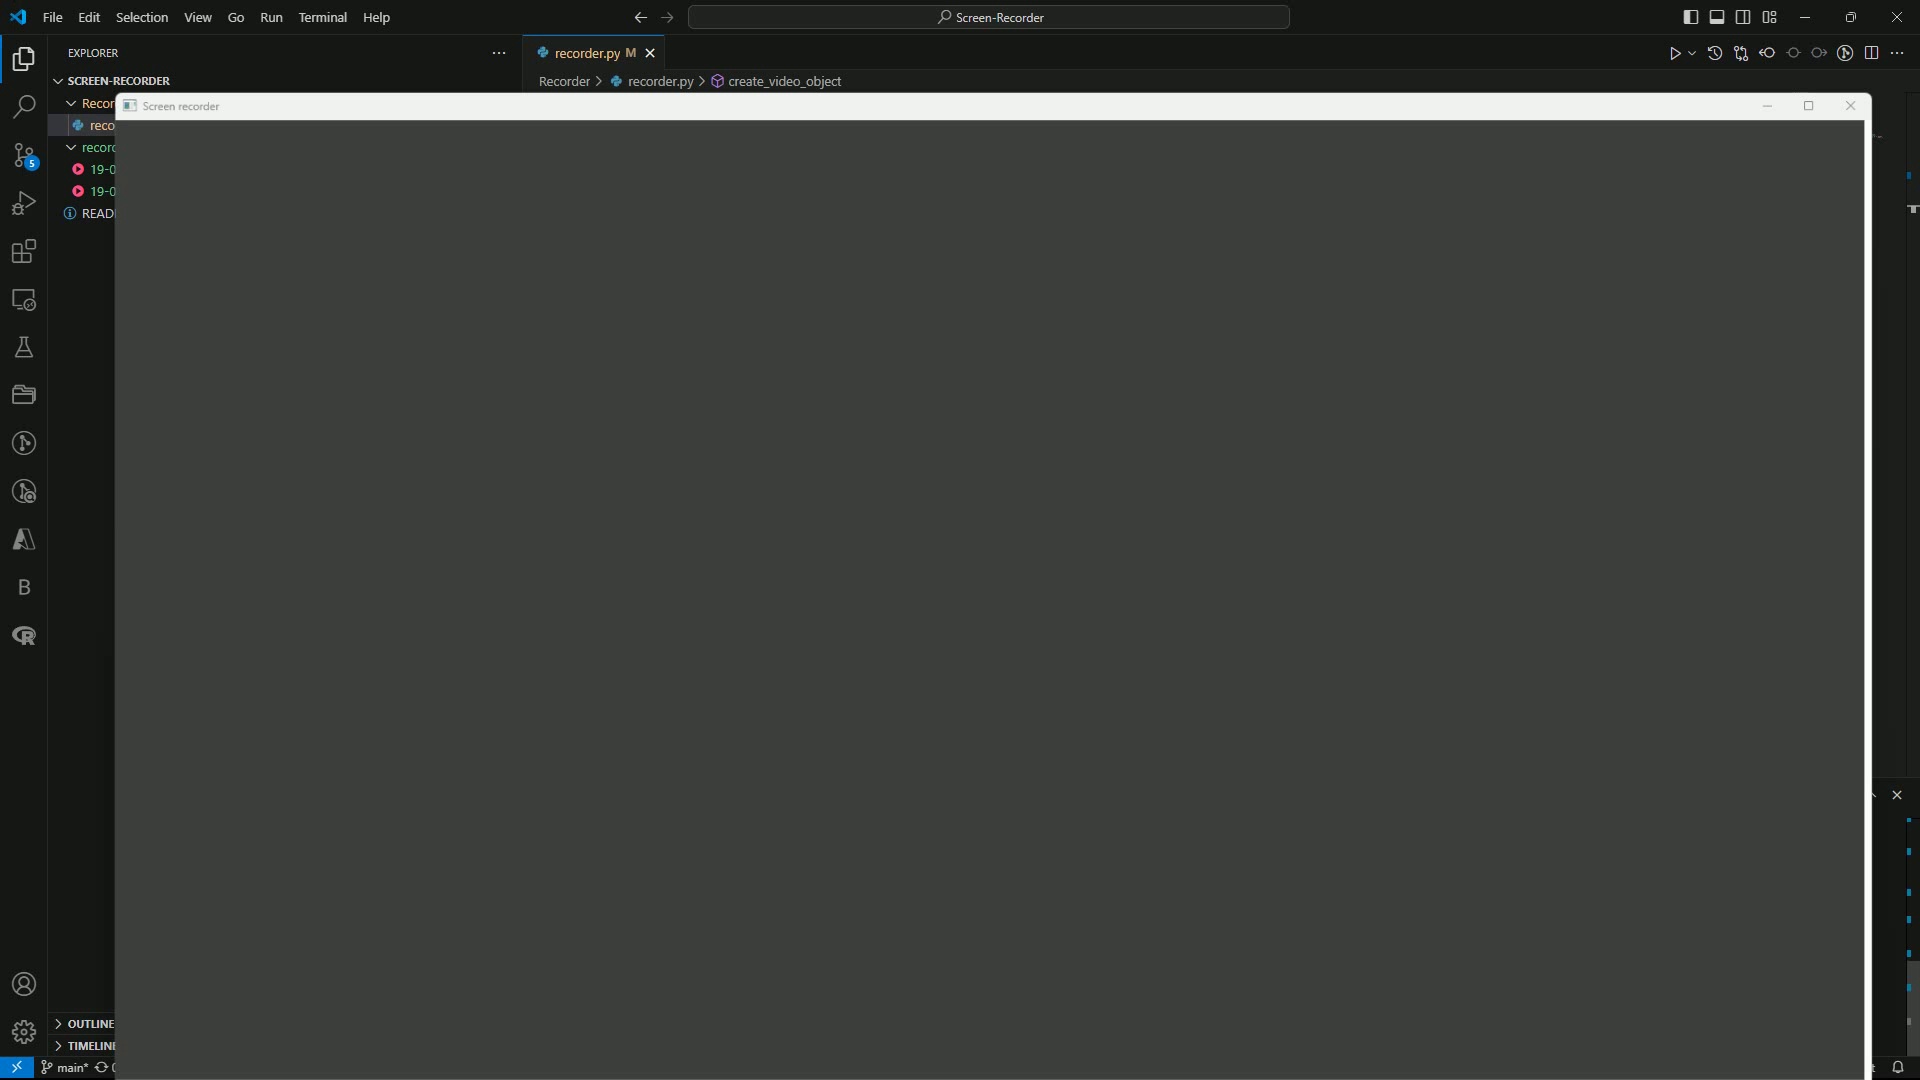 File Edit Selection View Go Run Terminal Help
Screen-Recorder
EXPLORER
recorder.py M
SCREEN-RECORDER
Recorder > recorder.py > create_video_object
Recor
Screen recorder
reco
record
19-0
5
19-0
READ
B
OUTLINE
TIMELINE
main*